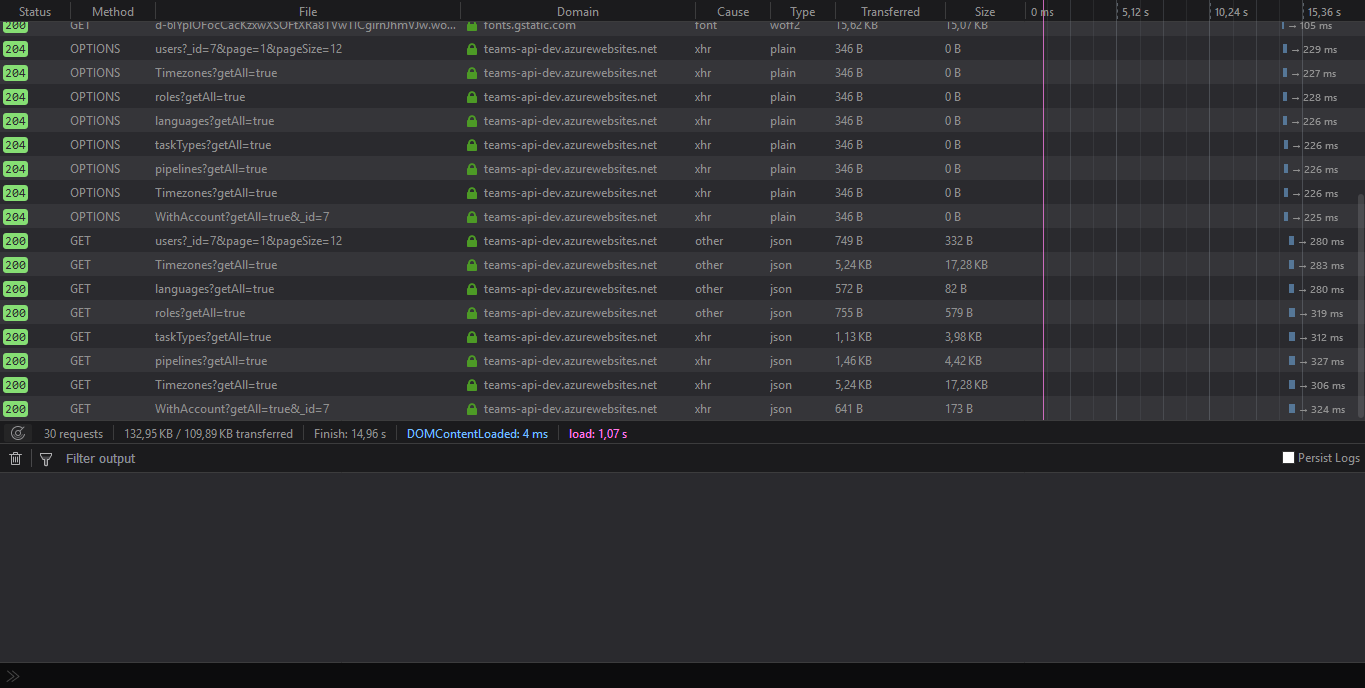 Status Method File Domain Cause Type Transferred Size 0 ms 5,12 s 10,24 s 15,36 s
200 GET fonts.gstatic.com font woff2 15,62 KB 15,07 KB → 105 ms
204 OPTIONS users?_id=7&page=1&pageSize=12 teams-api-dev.azurewebsites.net xhr plain 346 B 0 B → 229 ms
204 OPTIONS Timezones?getAll=true teams-api-dev.azurewebsites.net xhr plain 346 B 0 B → 227 ms
204 OPTIONS roles?getAll=true teams-api-dev.azurewebsites.net xhr plain 346 B 0 B → 228 ms
204 OPTIONS languages?getAll=true teams-api-dev.azurewebsites.net xhr plain 346 B 0 B → 226 ms
204 OPTIONS taskTypes?getAll=true teams-api-dev.azurewebsites.net xhr plain 346 B 0 B → 226 ms
204 OPTIONS pipelines?getAll=true teams-api-dev.azurewebsites.net xhr plain 346 B 0 B → 226 ms
204 OPTIONS Timezones?getAll=true teams-api-dev.azurewebsites.net xhr plain 346 B 0 B → 226 ms
204 OPTIONS WithAccount?getAll=true&_id=7 teams-api-dev.azurewebsites.net xhr plain 346 B 0 B → 225 ms
200 GET users?_id=7&page=1&pageSize=12 teams-api-dev.azurewebsites.net other json 749 B 332 B → 280 ms
200 GET Timezones?getAll=true teams-api-dev.azurewebsites.net other json 5,24 KB 17,28 KB → 283 ms
200 GET languages?getAll=true teams-api-dev.azurewebsites.net other json 572 B 82 B → 280 ms
200 GET roles?getAll=true teams-api-dev.azurewebsites.net other json 755 B 579 B → 319 ms
200 GET taskTypes?getAll=true teams-api-dev.azurewebsites.net xhr json 1,13 KB 3,98 KB → 312 ms
200 GET pipelines?getAll=true teams-api-dev.azurewebsites.net xhr json 1,46 KB 4,42 KB → 327 ms
200 GET Timezones?getAll=true teams-api-dev.azurewebsites.net xhr json 5,24 KB 17,28 KB → 306 ms
200 GET WithAccount?getAll=true&_id=7 teams-api-dev.azurewebsites.net xhr json 641 B 173 B → 324 ms
30 requests 132,95 KB / 109,89 KB transferred Finish: 14,96 s DOMContentLoaded: 4 ms load: 1,07 s
Filter output Persist Logs